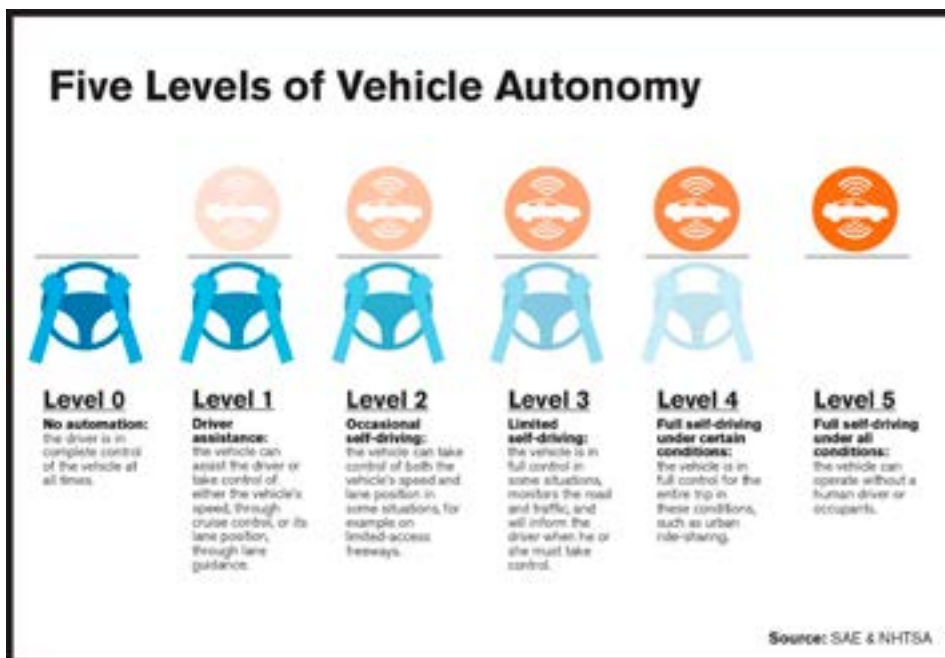 Five Levels of Vehicle Autonomy
Level 0
No automation:
the driver is in
complete control
of the vehicle at
all times.
Level 1
Driver
assistance:
the vehicle can
assist the driver or
take control of
either the vehicle's
speed, through
cruise control, or its
lane position,
through lane
guidance.
Level 2
Occasional
self-driving:
the vehicle can take
control of both the
vehicle's speed and
lane position in
some situations, for
example on
limited-access
freeways.
Level 3
Limited
self-driving:
the vehicle is in
full control in
some situations,
monitors the road
and traffic, and
will inform the
driver when he or
she must take
control.
Level 4
Full self-driving
under certain
conditions:
the vehicle is in
full control for the
entire trip in
these conditions,
such as urban
ride-sharing.
Level 5
Full self-driving
under all
conditions:
the vehicle can
operate without a
human driver or
occupants.
Source: SAE & NHTSA